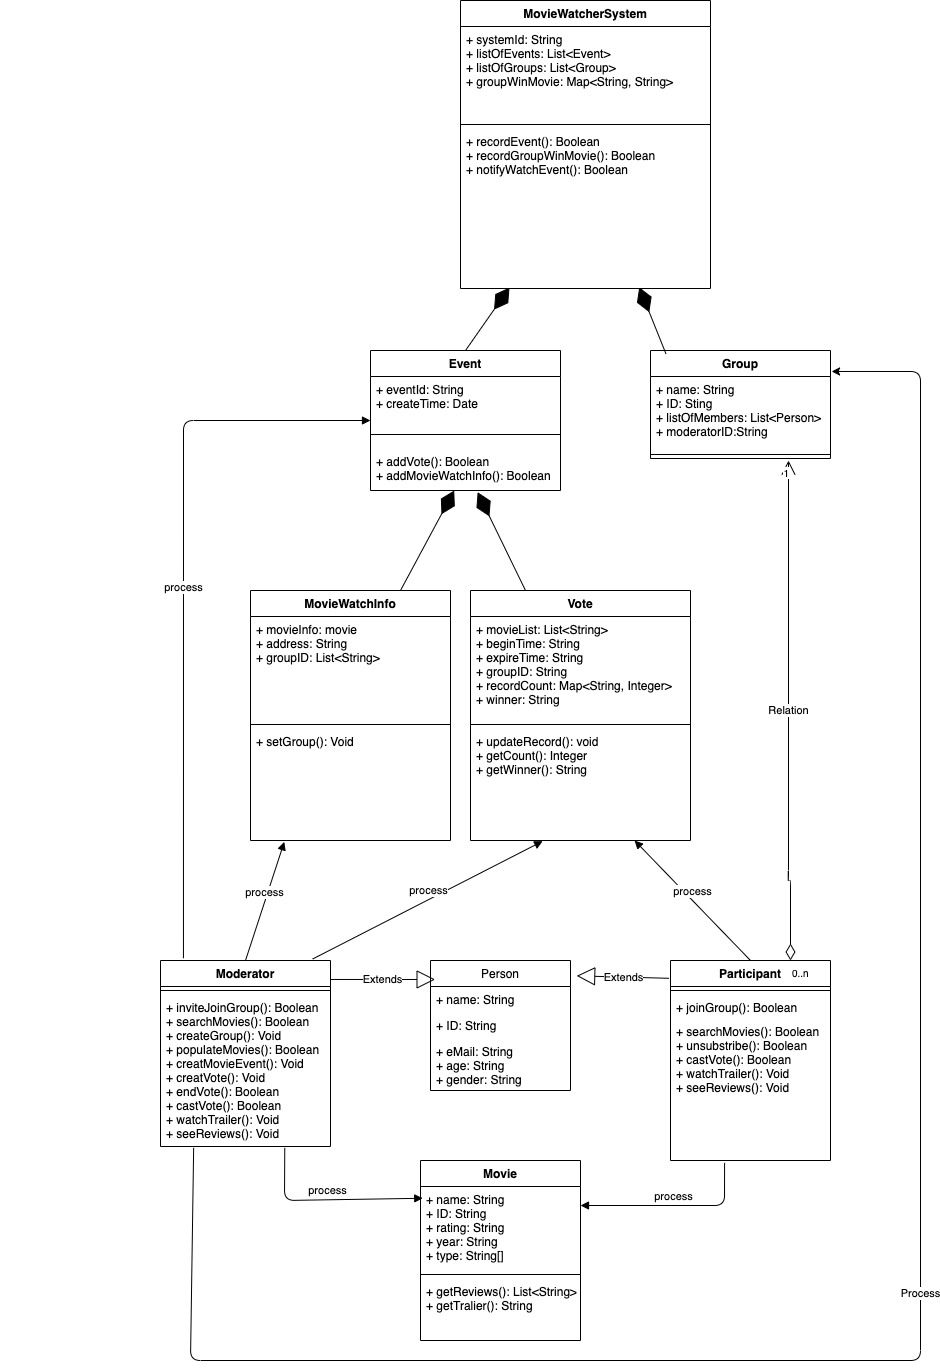 MovieWatcherSystem
+ systemId: String
+ listOfEvents: List<Event>
+ listOfGroups: List<Group>
+ groupWinMovie: Map<String, String>
+ recordEvent(): Boolean
+ recordGroupWinMovie(): Boolean
+ notifyWatchEvent(): Boolean
Event
+ eventId: String
+ createTime: Date
+ addVote(): Boolean
+ addMovieWatchInfo(): Boolean
Group
+ name: String
+ ID: Sting
+ listOfMembers: List<Person>
+ moderatorID:String
1
process
MovieWatchInfo
+ movieInfo: movie
+ address: String
+ groupID: List<String>
+ setGroup(): Void
Vote
+ movieList: List<String>
+ beginTime: String
+ expireTime: String
+ groupID: String
+ recordCount: Map<String, Integer>
+ winner: String
+ updateRecord(): void
+ getCount(): Integer
+ getWinner(): String
Relation
process
process
process
Moderator
+ inviteJoinGroup(): Boolean
+ searchMovies(): Boolean
+ createGroup(): Void
+ populateMovies(): Boolean
+ creatMovieEvent(): Void
+ creatVote(): Void
+ endVote(): Boolean
+ castVote(): Boolean
+ watchTrailer(): Void
+ seeReviews(): Void
Extends
Person
+ name: String
+ ID: String
+ eMail: String
+ age: String
+ gender: String
Extends
Participant
0..n
+ joinGroup(): Boolean
+ searchMovies(): Boolean
+ unsubstribe(): Boolean
+ castVote(): Boolean
+ watchTrailer(): Void
+ seeReviews(): Void
process
Movie
+ name: String
+ ID: String
+ rating: String
+ year: String
+ type: String[]
+ getReviews(): List<String>
+ getTralier(): String
process
Process